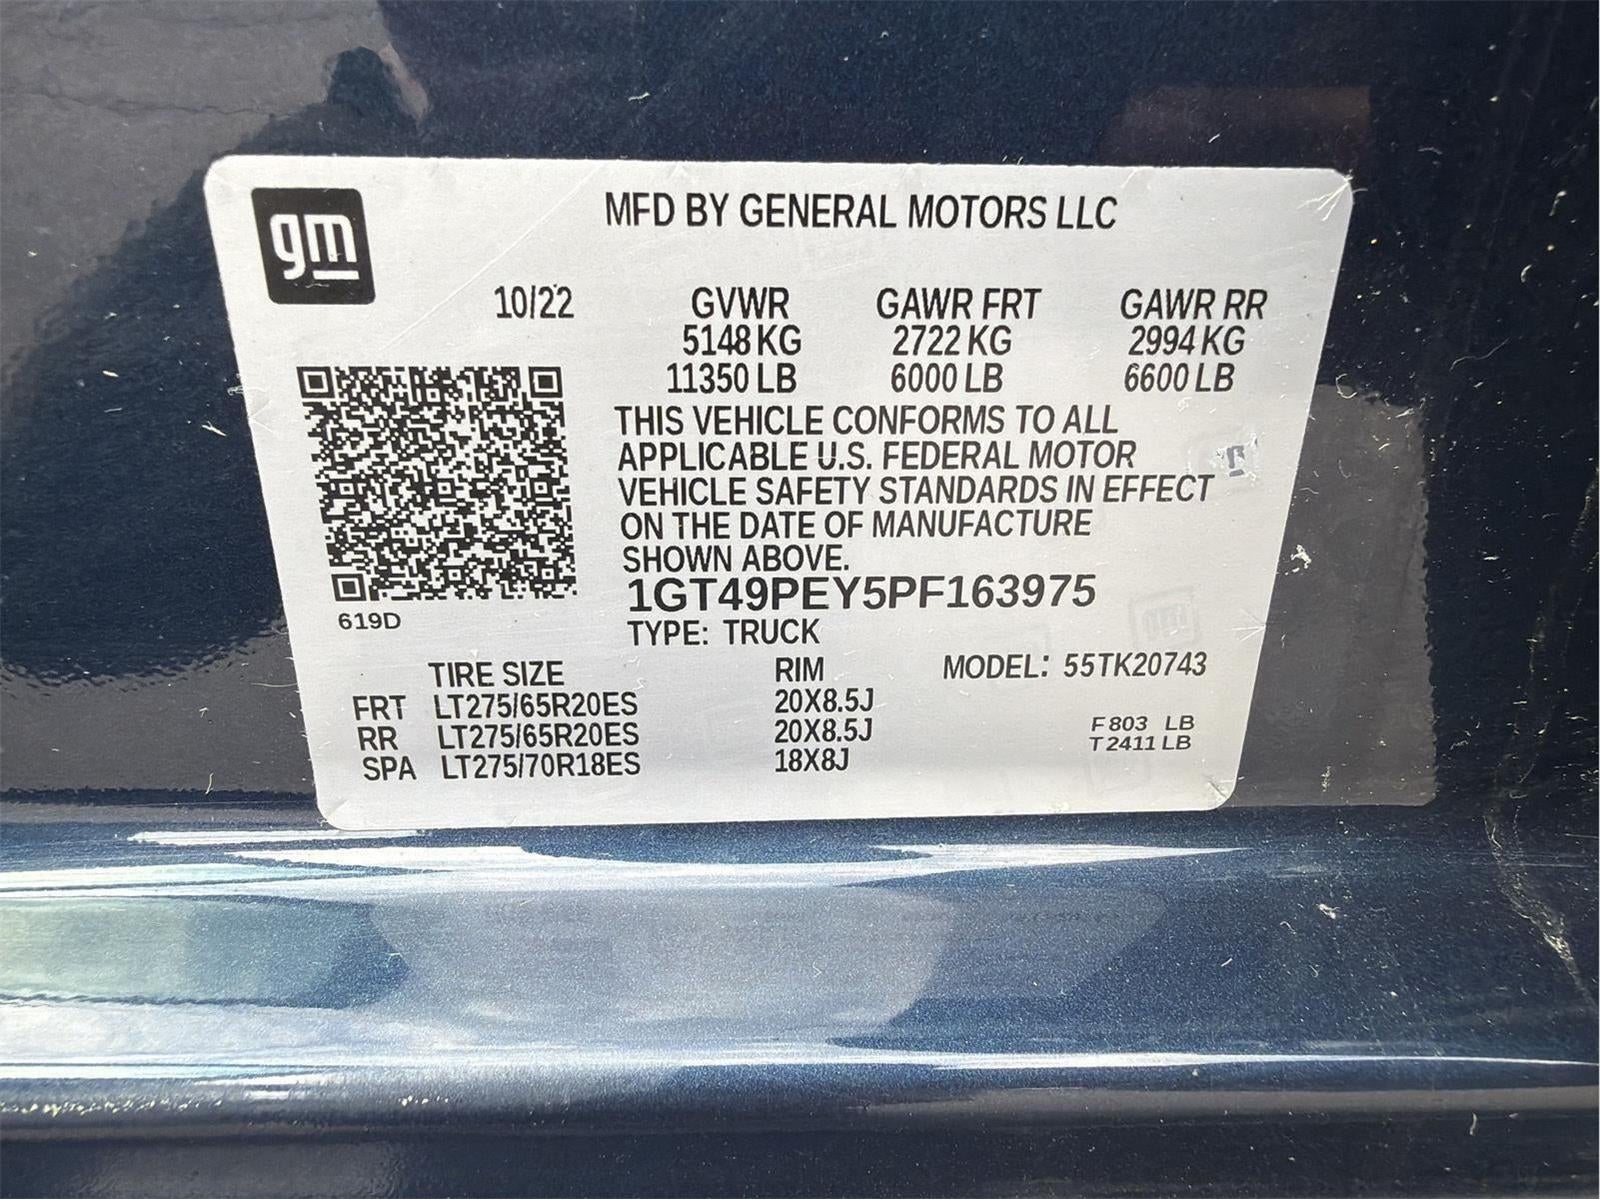 gm
MFD BY GENERAL MOTORS LLC
10/22 GVWR GAWR FRT GAWR RR
5148 KG 2722 KG 2994 KG
11350 LB 6000 LB 6600 LB
THIS VEHICLE CONFORMS TO ALL
APPLICABLE U.S. FEDERAL MOTOR
VEHICLE SAFETY STANDARDS IN EFFECT
ON THE DATE OF MANUFACTURE
SHOWN ABOVE.
1GT49PEY5PF163975
619D
TYPE: TRUCK
TIRE SIZE RIM MODEL: 55TK20743
FRT LT275/65R20ES 20X8.5J
RR LT275/65R20ES 20X8.5J
SPA LT275/70R18ES 18X8J
F 803 LB
T 2411 LB